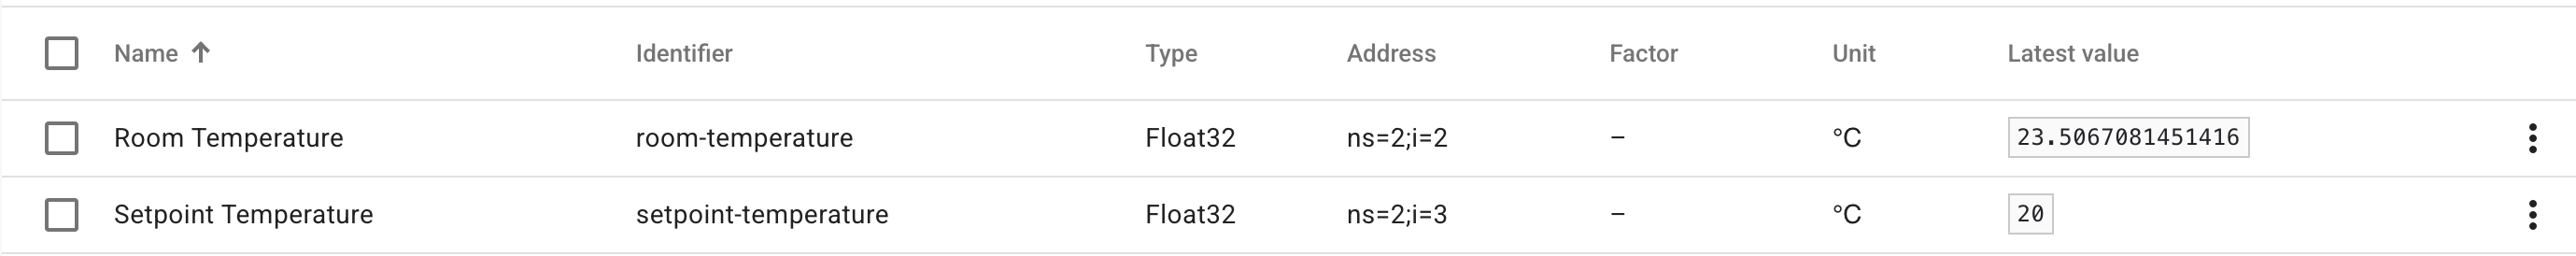 Name ↑ Identifier Type Address Factor Unit Latest value
Room Temperature room-temperature Float32 ns=2;i=2 – °C 23.5067081451416
Setpoint Temperature setpoint-temperature Float32 ns=2;i=3 – °C 20